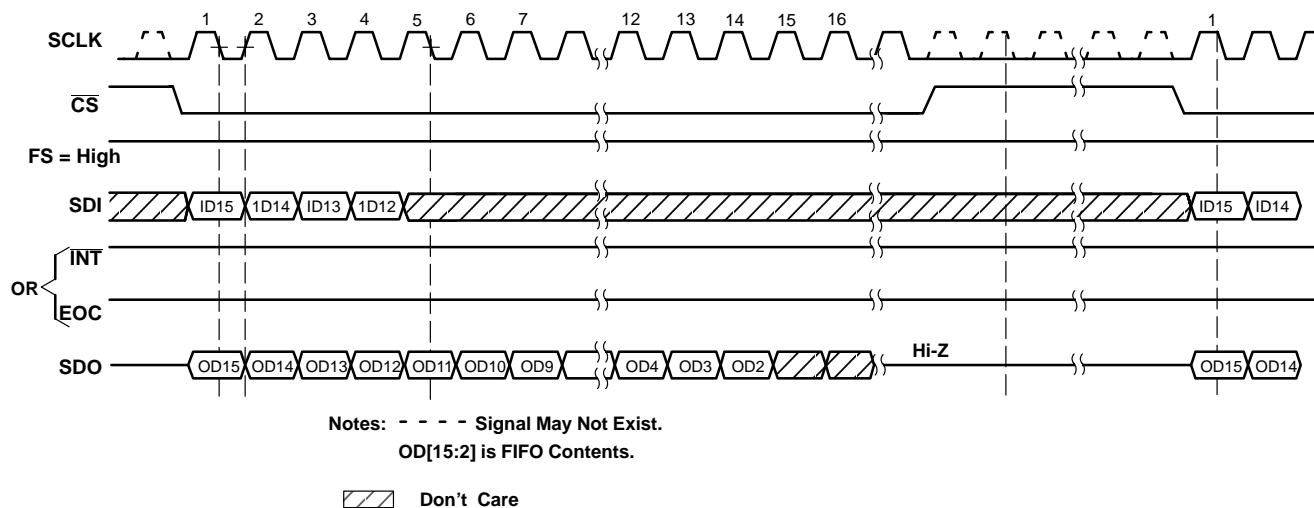 1 2 3 4 5 6 7 12 13 14 15 16 1
SCLK
CS
FS = High
SDI ID15 1D14 ID13 1D12 ID15 ID14
INT
OR
EOC
Hi-Z
SDO OD15 OD14 OD13 OD12 OD11 OD10 OD9 OD4 OD3 OD2 OD15 OD14
Notes: - - - - Signal May Not Exist.
OD[15:2] is FIFO Contents.
Don't Care